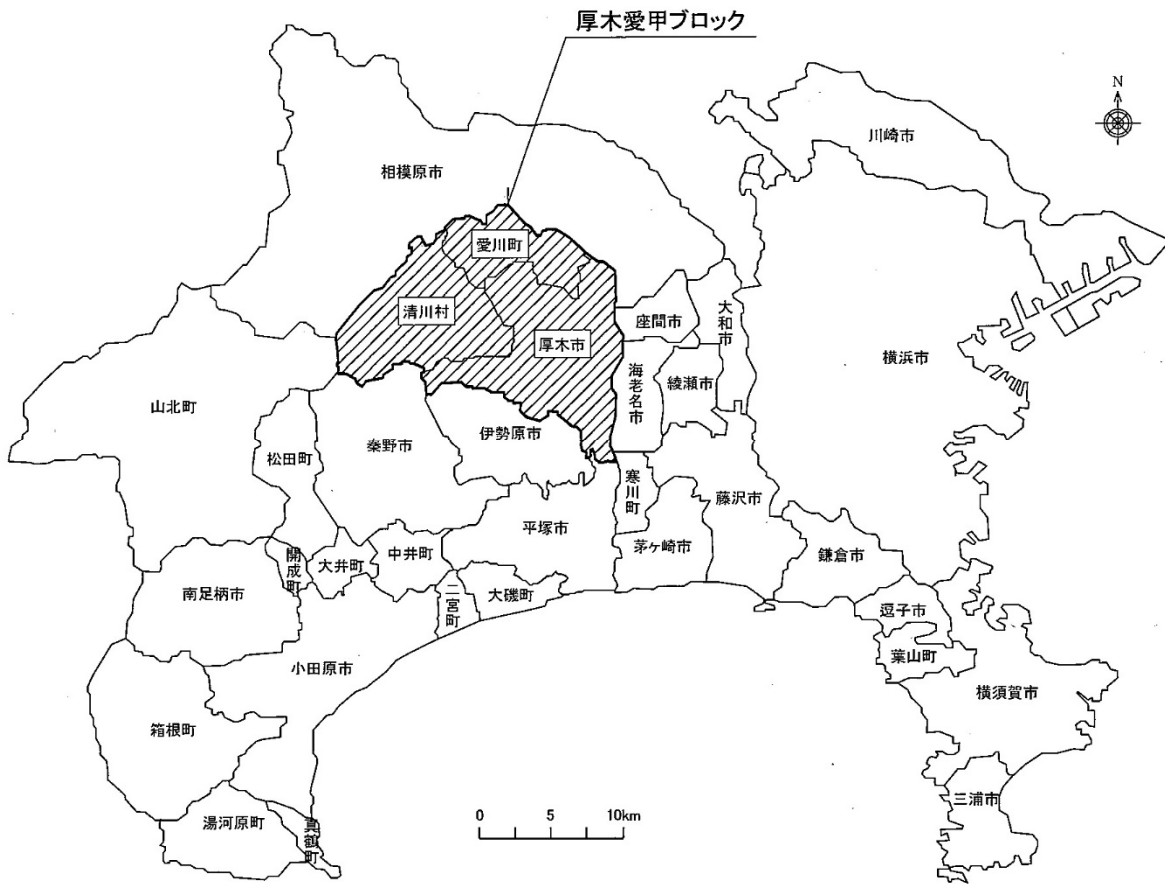 厚木愛甲ブロック
N
川崎市
相模原市
愛川町
清川村
厚木市
座間市
大和市
横浜市
海老名市
綾瀬市
山北町
松田町
秦野市
伊勢原市
寒川町
藤沢市
平塚市
茅ヶ崎市
鎌倉市
開成町
大井町
中井町
南足柄市
二宮町
大磯町
逗子市
葉山町
小田原市
横須賀市
箱根町
三浦市
湯河原町
真鶴町
0 5 10km